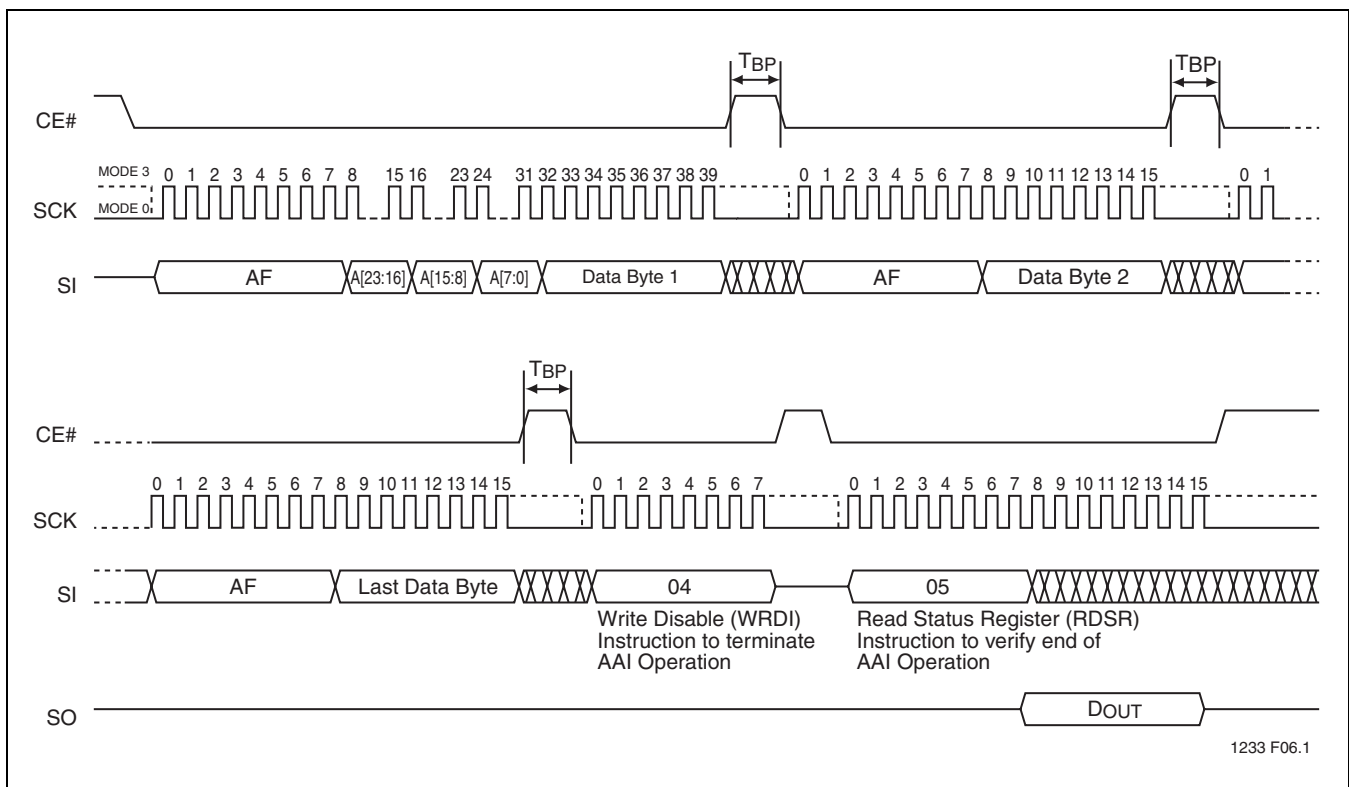 TBP TBP
CE#
MODE 3 0 1 2 3 4 5 6 7 8 15 16 23 24 31 32 33 34 35 36 37 38 39 0 1 2 3 4 5 6 7 8 9 10 11 12 13 14 15 0 1
SCK MODE 0
SI AF A[23:16] A[15:8] A[7:0] Data Byte 1 AF Data Byte 2
TBP
CE#
0 1 2 3 4 5 6 7 8 9 10 11 12 13 14 15 0 1 2 3 4 5 6 7 0 1 2 3 4 5 6 7 8 9 10 11 12 13 14 15
SCK
SI AF Last Data Byte 04 05
Write Disable (WRDI)
Instruction to terminate
AAI Operation
Read Status Register (RDSR)
Instruction to verify end of
AAI Operation
SO DOUT
1233 F06.1